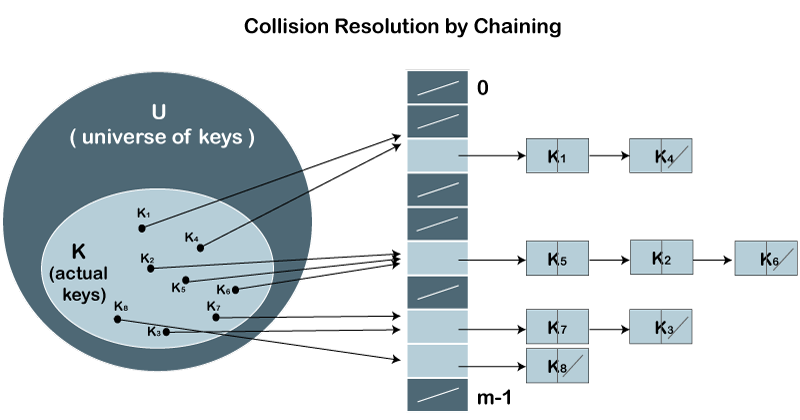 Collision Resolution by Chaining
U
( universe of keys )
K
(actual
keys)
K1
K4
K2
K5
K6
K8
K7
K3
0
K1
K4
K5
K2
K6
K7
K3
K8
m-1